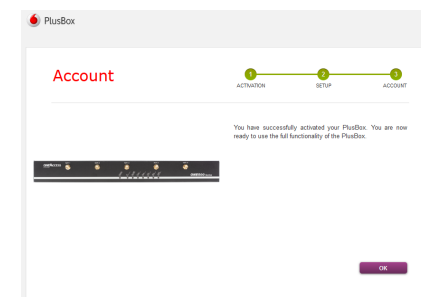 PlusBox
Account
1 2 3
ACTIVATION SETUP ACCOUNT
You have successfully activated your PlusBox. You are now
ready to use the full functionality of the PlusBox.
OK